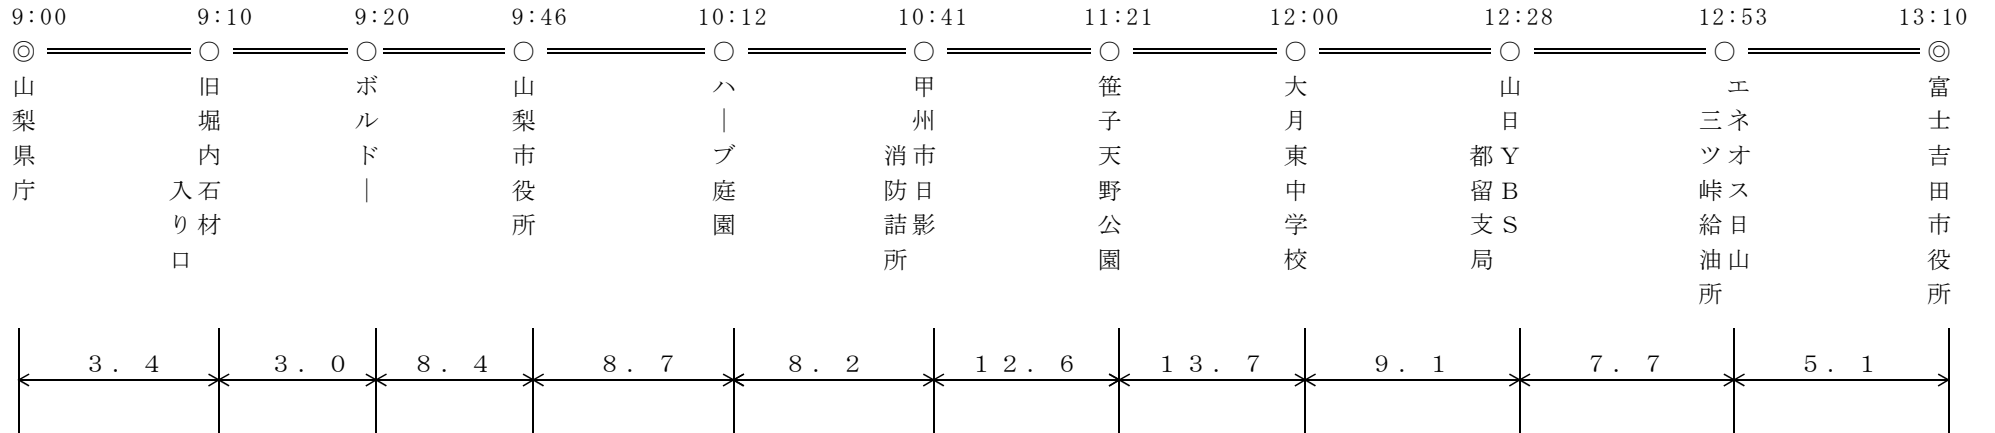 9:00 9:10 9:20 9:46 10:12 10:41 11:21 12:00 12:28 12:53 13:10
◎ ○ ○ ○ ○ ○ ○ ○ ○ ○ ◎
山梨県庁
旧堀内石材
入り口
ボルド｜
山梨市役所
ハ｜ブ庭園
甲州市日影
消防詰所
笹子天野公園
大月東中学校
山日ＹＢＳ
都留支局
エネオス日山
三ツ峠給油所
富士吉田市役所
３．４ ３．０ ８．４ ８．７ ８．２ １２．６ １３．７ ９．１ ７．７ ５．１